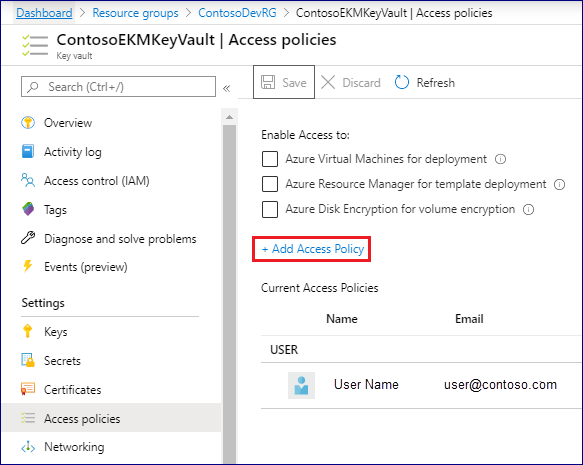 Dashboard > Resource groups > ContosoDevRG > ContosoEKMKeyVault | Access policies
ContosoEKMKeyVault | Access policies
Key vault
Search (Ctrl+/)
«
Save
Discard
Refresh
Overview
Activity log
Access control (IAM)
Tags
Diagnose and solve problems
Events (preview)
Settings
Keys
Secrets
Certificates
Access policies
Networking
Enable Access to:
Azure Virtual Machines for deployment
Azure Resource Manager for template deployment
Azure Disk Encryption for volume encryption
+ Add Access Policy
Current Access Policies
Name Email
USER
User Name user@contoso.com